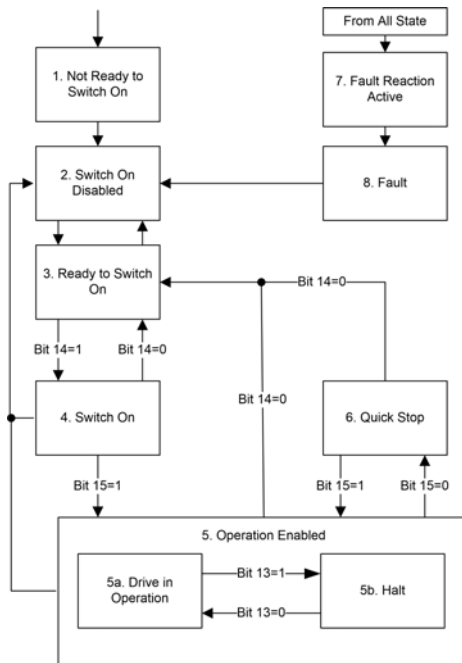 From All State
1. Not Ready to
Switch On
7. Fault Reaction
Active
2. Switch On
Disabled
8. Fault
3. Ready to Switch
On
Bit 14=0
Bit 14=1
Bit 14=0
Bit 14=0
4. Switch On
6. Quick Stop
Bit 15=1
Bit 15=1
Bit 15=0
5. Operation Enabled
5a. Drive in
Operation
Bit 13=1
5b. Halt
Bit 13=0